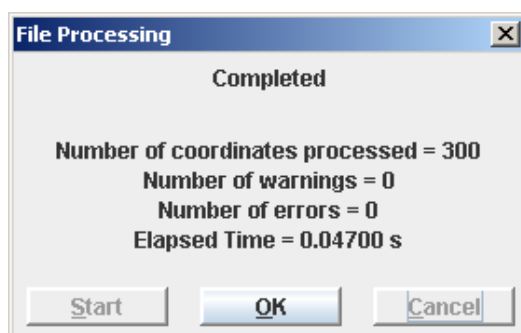 File Processing
Completed
Number of coordinates processed = 300
Number of warnings = 0
Number of errors = 0
Elapsed Time = 0.04700 s
Start OK Cancel